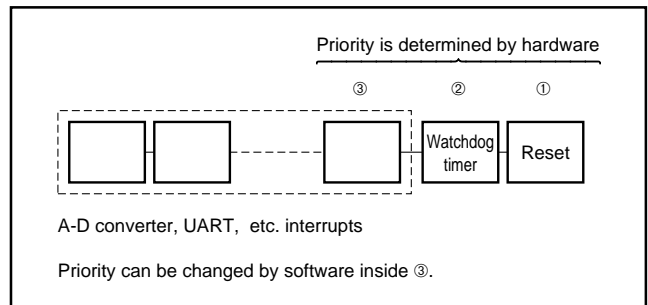 Priority is determined by hardware
③ ② ①
Watchdog
timer
Reset
A-D converter, UART, etc. interrupts
Priority can be changed by software inside ③.